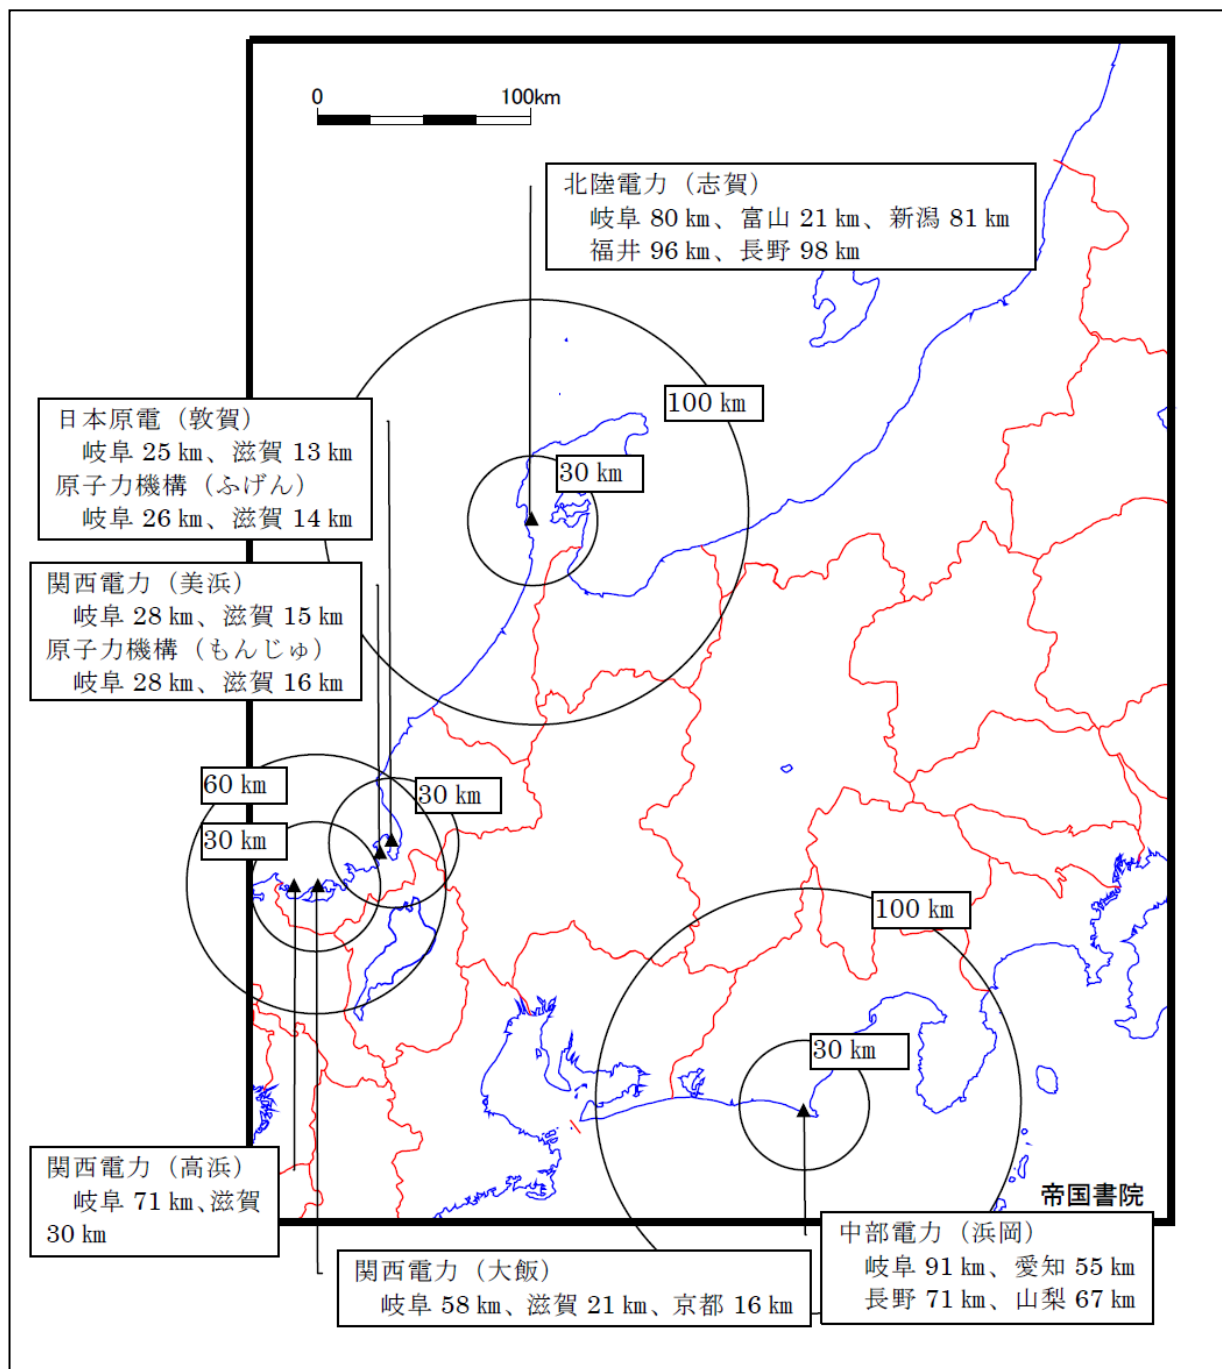 0 100km
北陸電力（志賀）
岐阜 80 ㎞、富山 21 ㎞、新潟 81 ㎞
福井 96 ㎞、長野 98 ㎞
100 ㎞
30 ㎞
日本原電（敦賀）
岐阜 25 ㎞、滋賀 13 ㎞
原子力機構（ふげん）
岐阜 26 ㎞、滋賀 14 ㎞
関西電力（美浜）
岐阜 28 ㎞、滋賀 15 ㎞
原子力機構（もんじゅ）
岐阜 28 ㎞、滋賀 16 ㎞
60 ㎞
30 ㎞
30 ㎞
100 ㎞
30 ㎞
関西電力（高浜）
岐阜 71 ㎞、滋賀
30 ㎞
関西電力（大飯）
岐阜 58 ㎞、滋賀 21 ㎞、京都 16 ㎞
帝国書院
中部電力（浜岡）
岐阜 91 ㎞、愛知 55 ㎞
長野 71 ㎞、山梨 67 ㎞